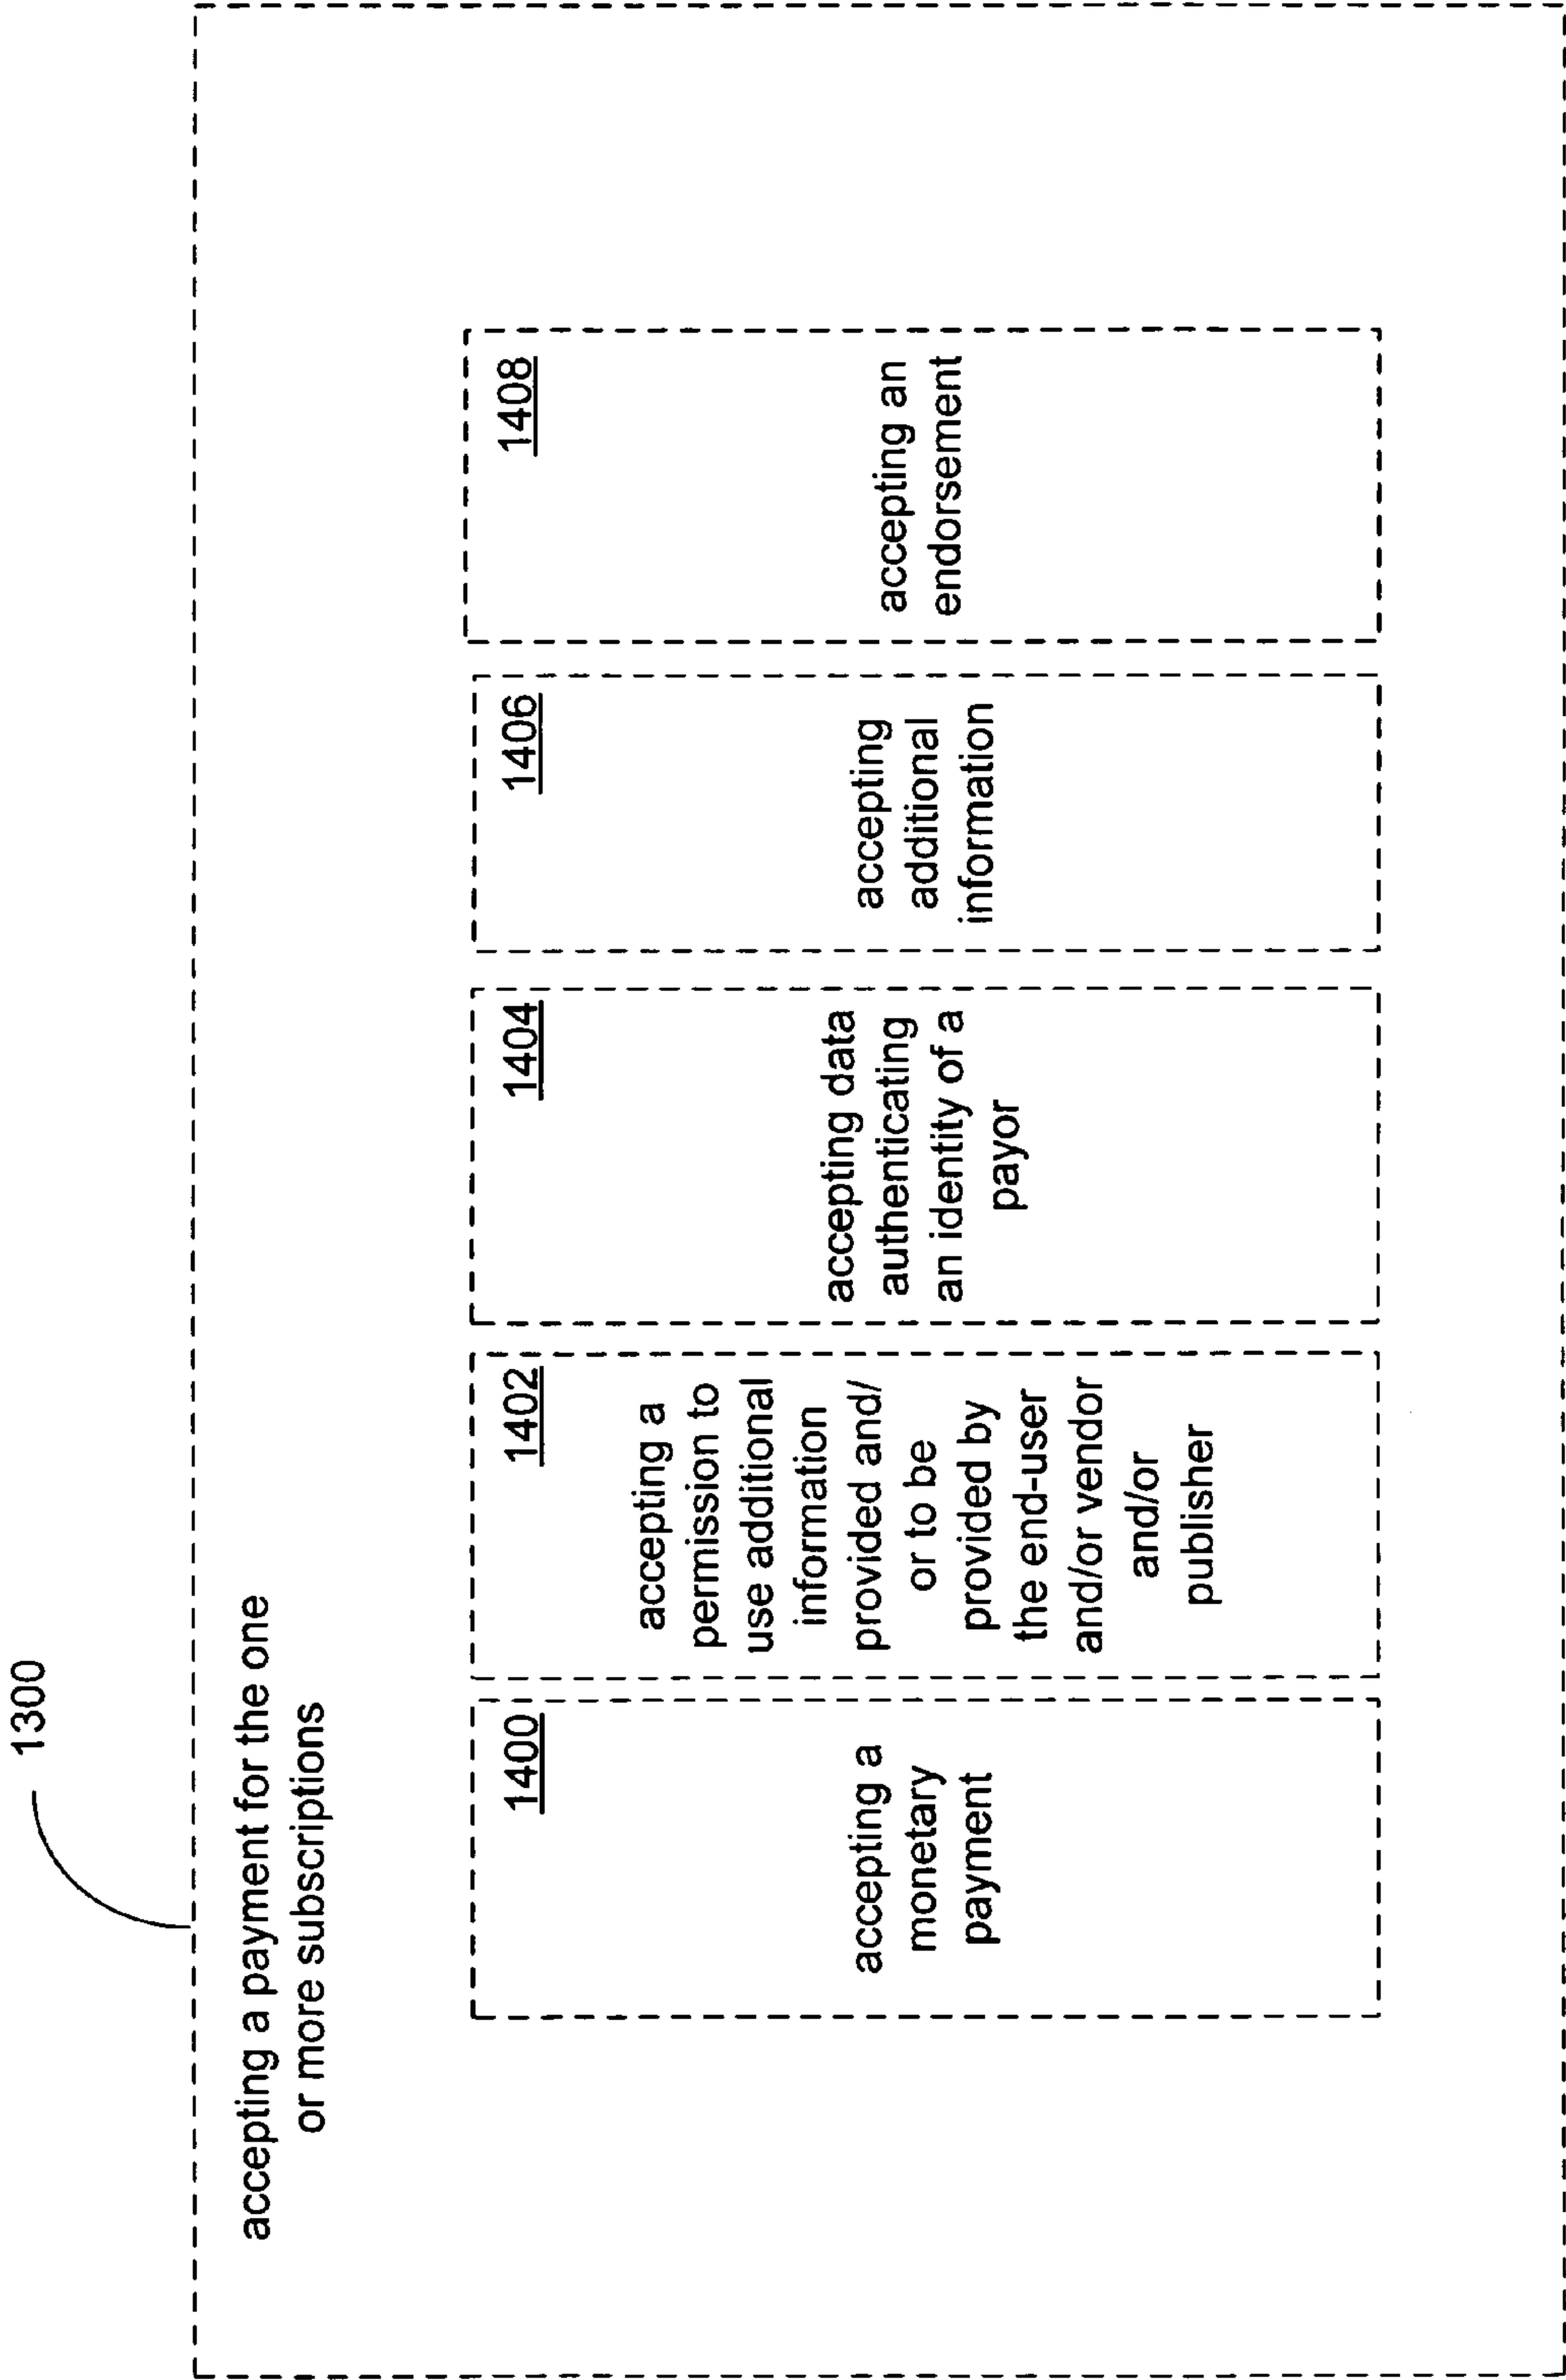 1300
accepting a payment for the one
or more subscriptions
1400
accepting a
monetary
payment
1402
accepting a
permission to
use additional
information
provided and/
or to be
provided by
the end-user
and/or vendor
and/or
publisher
1404
accepting data
authenticating
an identity of a
payor
1406
accepting
additional
information
1408
accepting an
endorsement